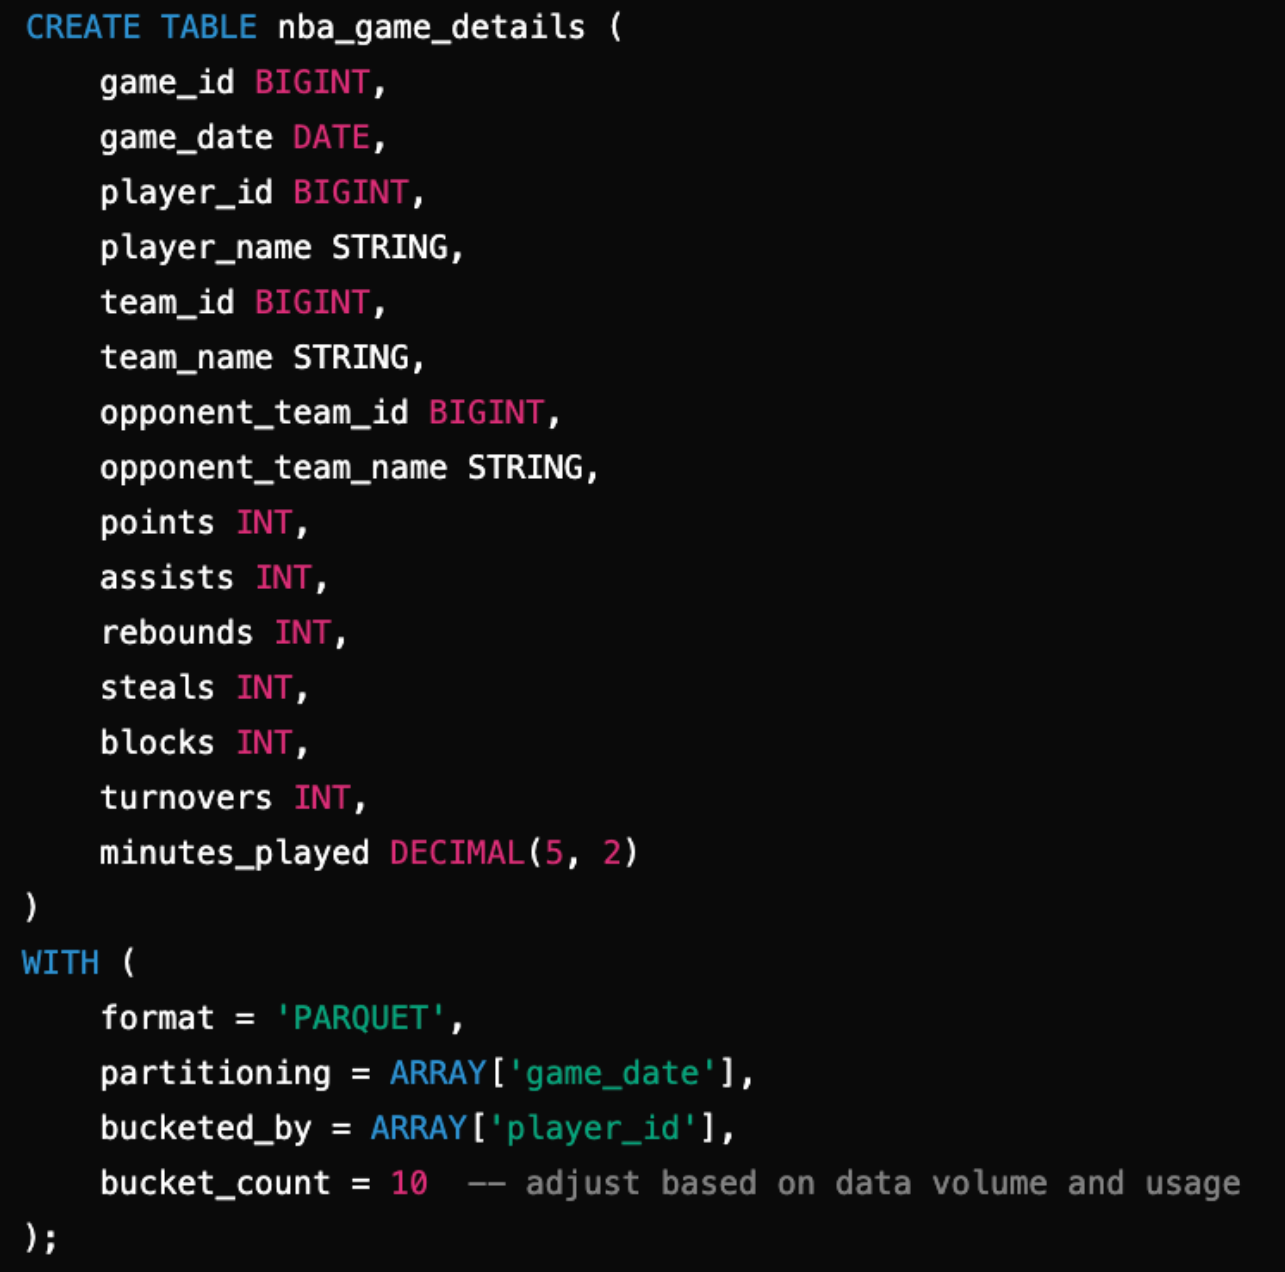 CREATE TABLE nba_game_details (
    game_id BIGINT,
    game_date DATE,
    player_id BIGINT,
    player_name STRING,
    team_id BIGINT,
    team_name STRING,
    opponent_team_id BIGINT,
    opponent_team_name STRING,
    points INT,
    assists INT,
    rebounds INT,
    steals INT,
    blocks INT,
    turnovers INT,
    minutes_played DECIMAL(5, 2)
)
WITH (
    format = 'PARQUET',
    partitioning = ARRAY['game_date'],
    bucketed_by = ARRAY['player_id'],
    bucket_count = 10  -- adjust based on data volume and usage
);